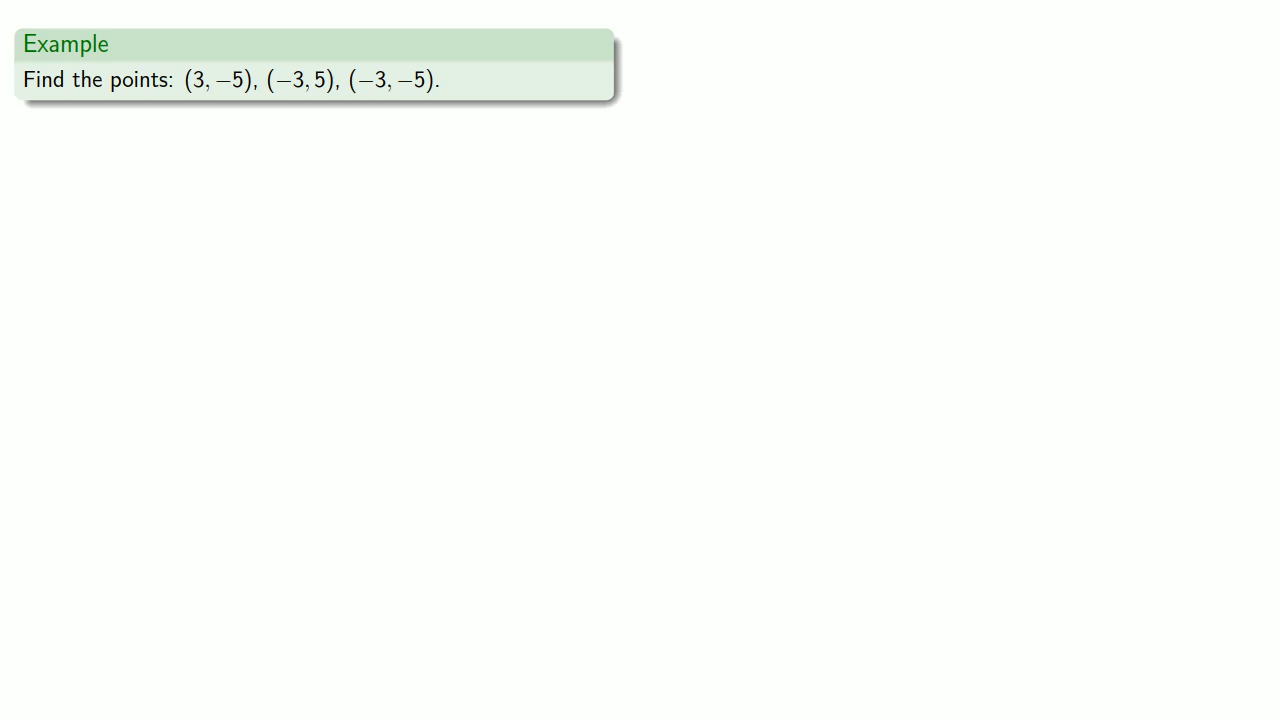 Example
Find the points: (3, −5), (−3, 5), (−3, −5).